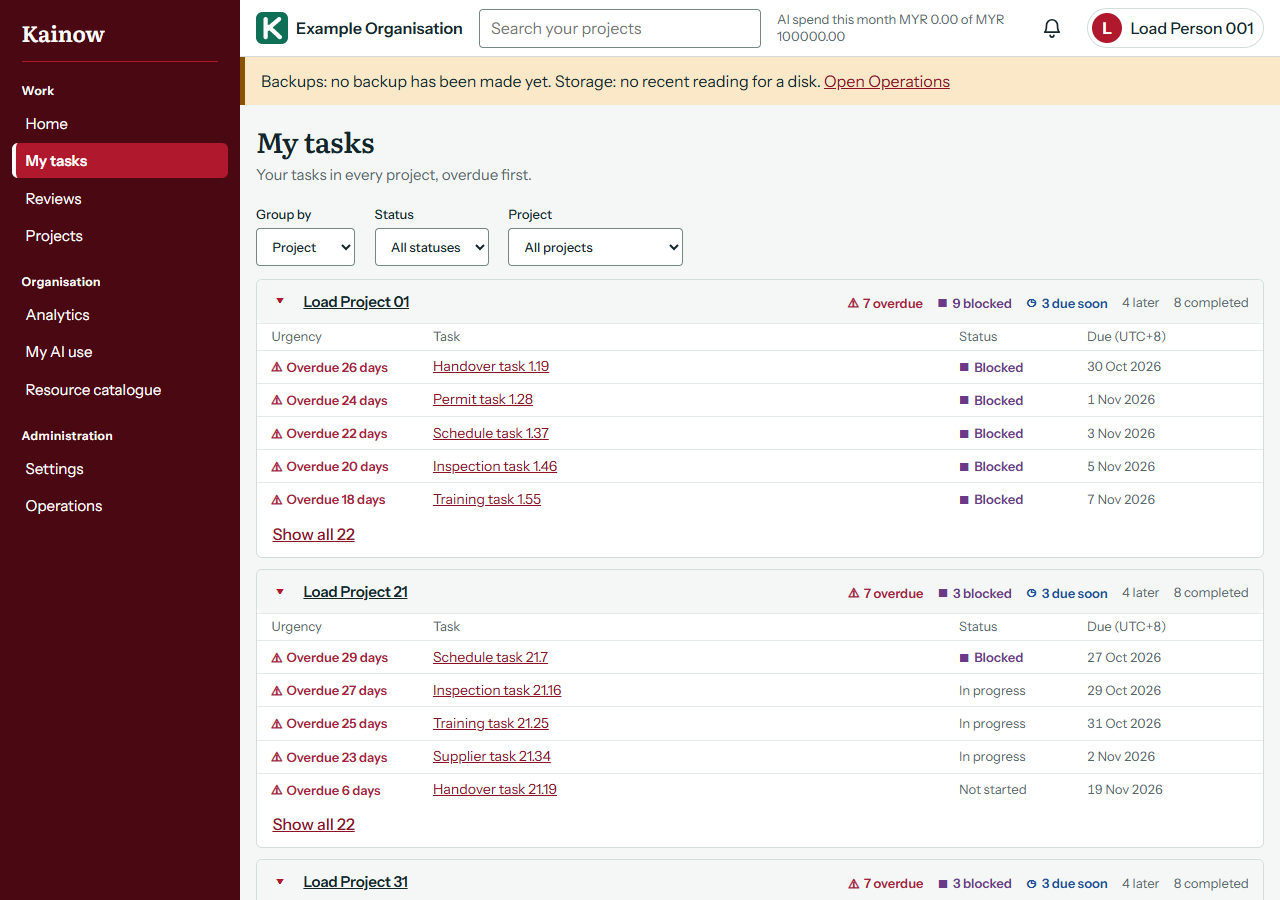 Kainow
Work
Home
My tasks
Reviews
Projects
Organisation
Analytics
My AI use
Resource catalogue
Administration
Settings
Operations
K Example Organisation
Search your projects
AI spend this month MYR 0.00 of MYR
100000.00
L Load Person 001
Backups: no backup has been made yet. Storage: no recent reading for a disk. Open Operations
My tasks
Your tasks in every project, overdue first.
Group by Status Project
Project All statuses All projects
Load Project 01 7 overdue 9 blocked 3 due soon 4 later 8 completed
Urgency Task Status Due (UTC+8)
Overdue 26 days Handover task 1.19 Blocked 30 Oct 2026
Overdue 24 days Permit task 1.28 Blocked 1 Nov 2026
Overdue 22 days Schedule task 1.37 Blocked 3 Nov 2026
Overdue 20 days Inspection task 1.46 Blocked 5 Nov 2026
Overdue 18 days Training task 1.55 Blocked 7 Nov 2026
Show all 22
Load Project 21 7 overdue 3 blocked 3 due soon 4 later 8 completed
Urgency Task Status Due (UTC+8)
Overdue 29 days Schedule task 21.7 Blocked 27 Oct 2026
Overdue 27 days Inspection task 21.16 In progress 29 Oct 2026
Overdue 25 days Training task 21.25 In progress 31 Oct 2026
Overdue 23 days Supplier task 21.34 In progress 2 Nov 2026
Overdue 6 days Handover task 21.19 Not started 19 Nov 2026
Show all 22
Load Project 31 7 overdue 3 blocked 3 due soon 4 later 8 completed